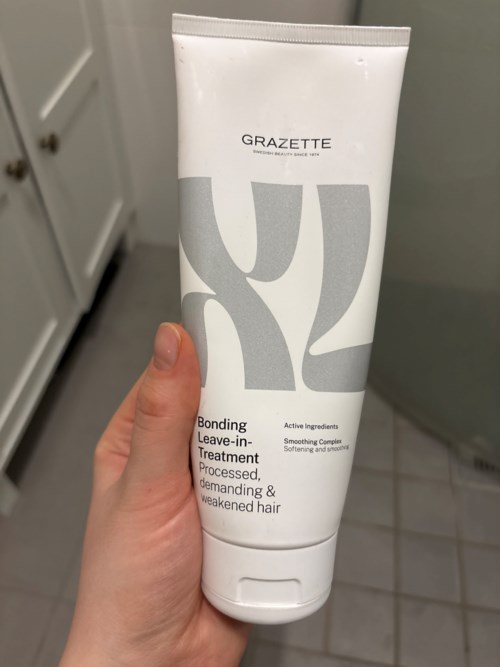 GRAZETTE
SWEDISH BEAUTY SINCE 1974
XL
Bonding
Leave-in-
Treatment
Processed,
demanding &
weakened hair
Active Ingredients
Smoothing Complex
Softening and smoothing